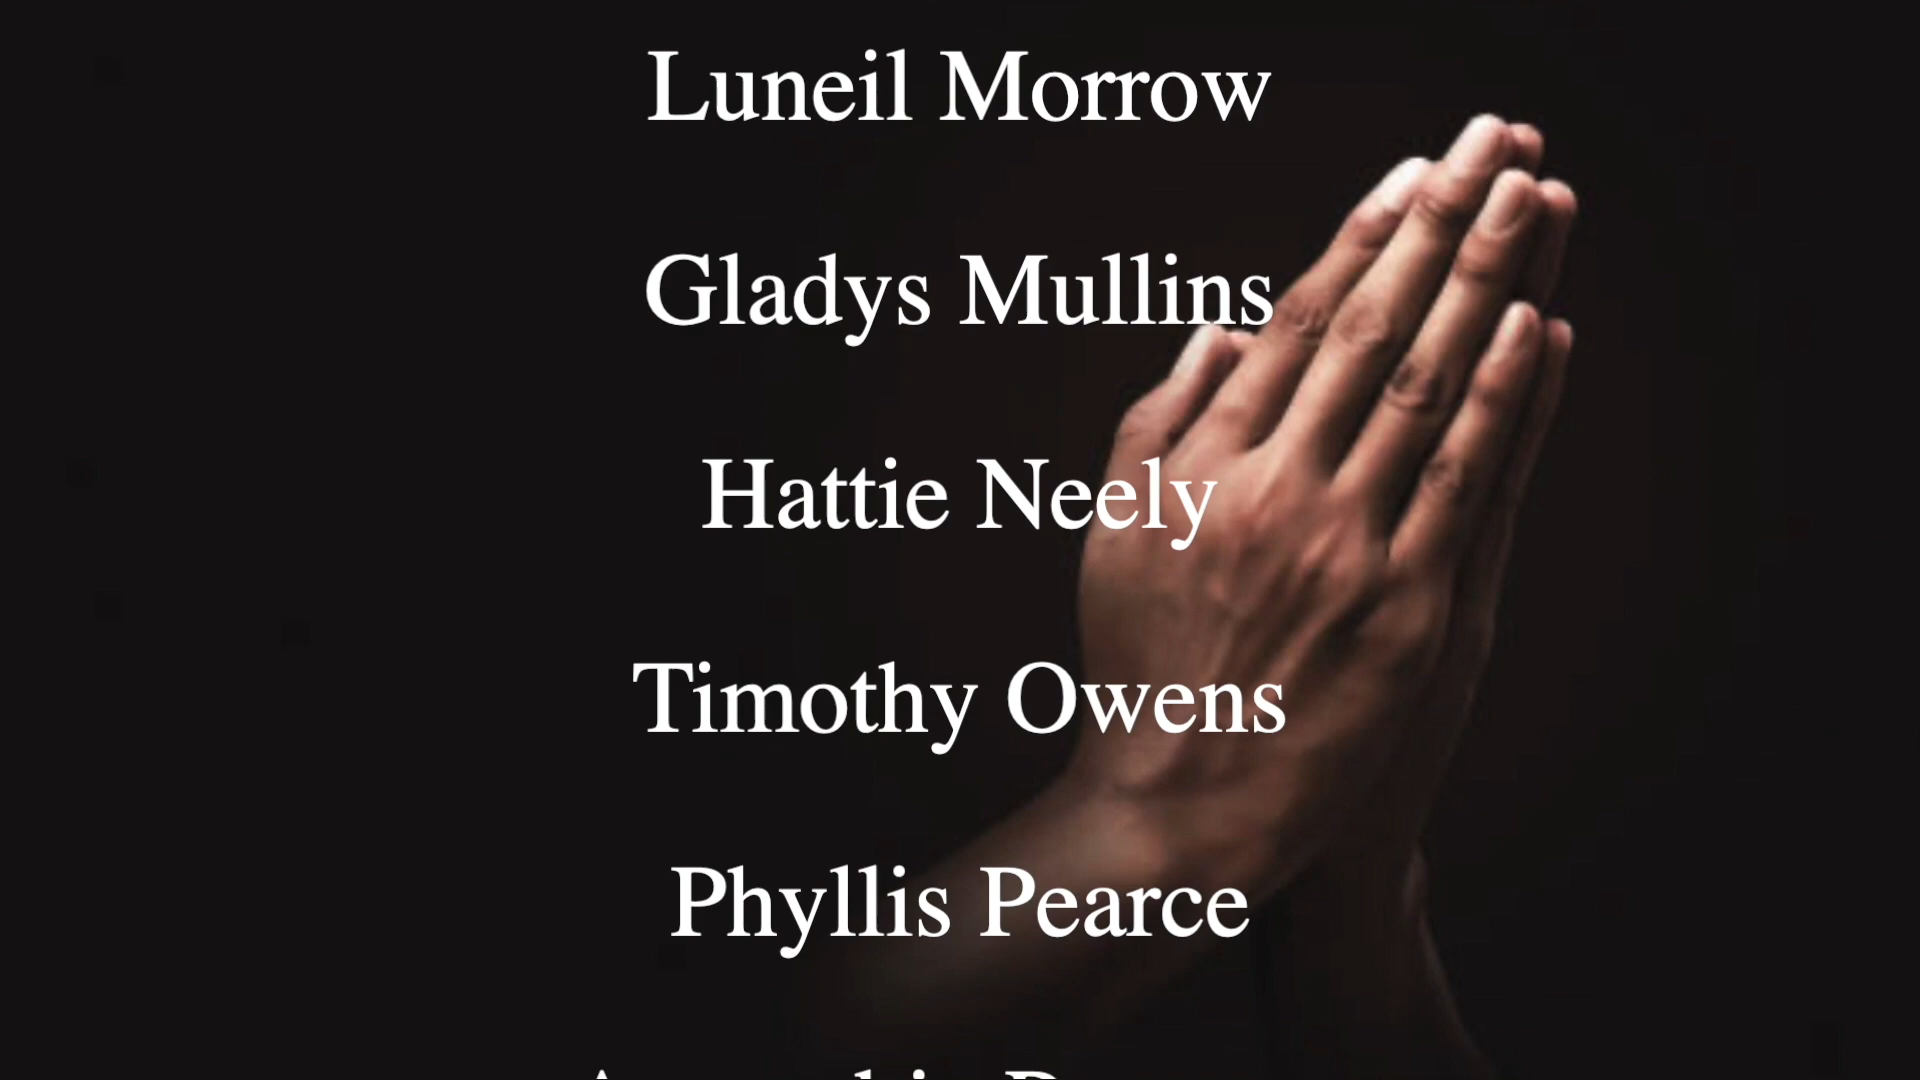 Luneil Morrow
Gladys Mullins
Hattie Neely
Timothy Owens
Phyllis Pearce